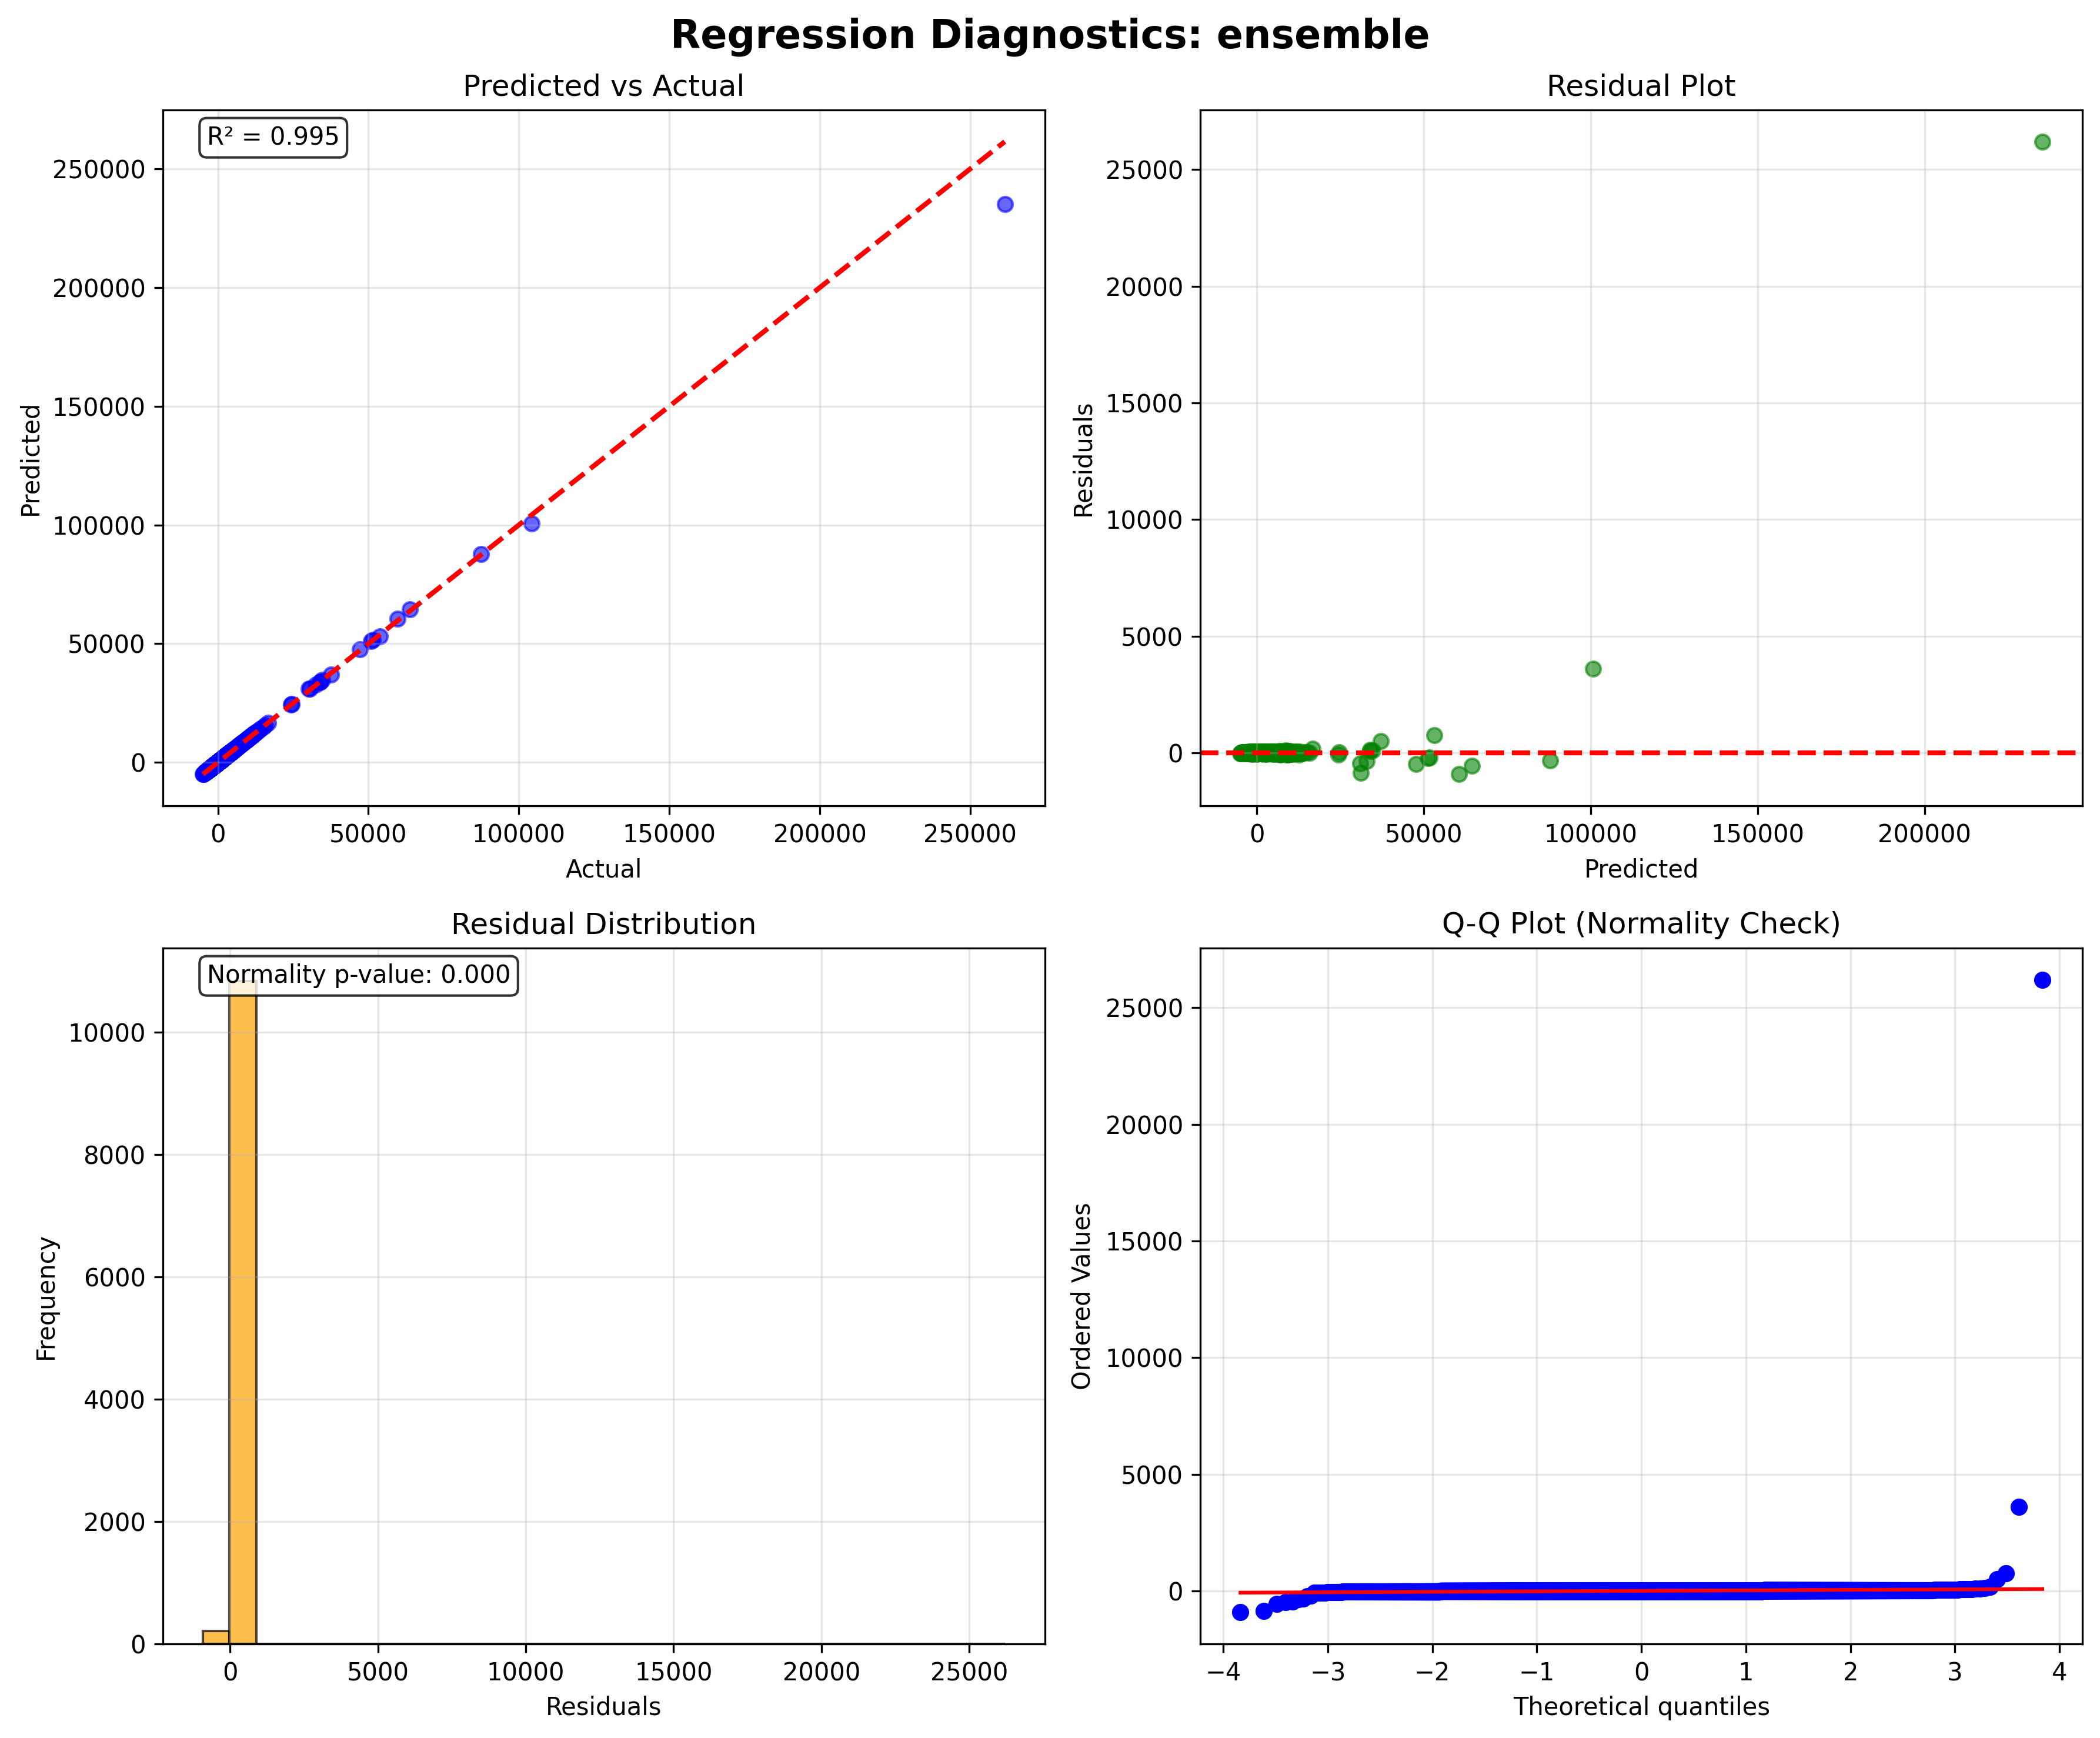 Regression Diagnostics: ensemble
Predicted vs Actual
R² = 0.995
250000
200000
150000
100000
50000
0
Predicted
0 50000 100000 150000 200000 250000
Actual
Residual Plot
25000
20000
15000
10000
5000
0
Residuals
0 50000 100000 150000 200000
Predicted
Residual Distribution
Normality p-value: 0.000
10000
8000
6000
4000
2000
0
Frequency
0 5000 10000 15000 20000 25000
Residuals
Q-Q Plot (Normality Check)
25000
20000
15000
10000
5000
0
Ordered Values
−4 −3 −2 −1 0 1 2 3 4
Theoretical quantiles